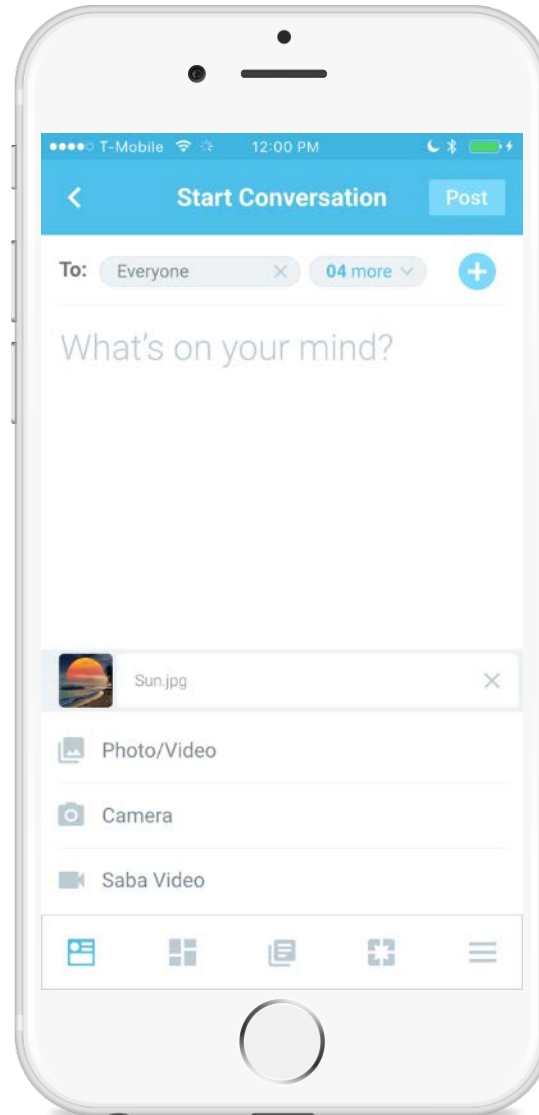 T-Mobile 12:00 PM
Start Conversation Post
To: Everyone 04 more
What's on your mind?
Sun.jpg
Photo/Video
Camera
Saba Video